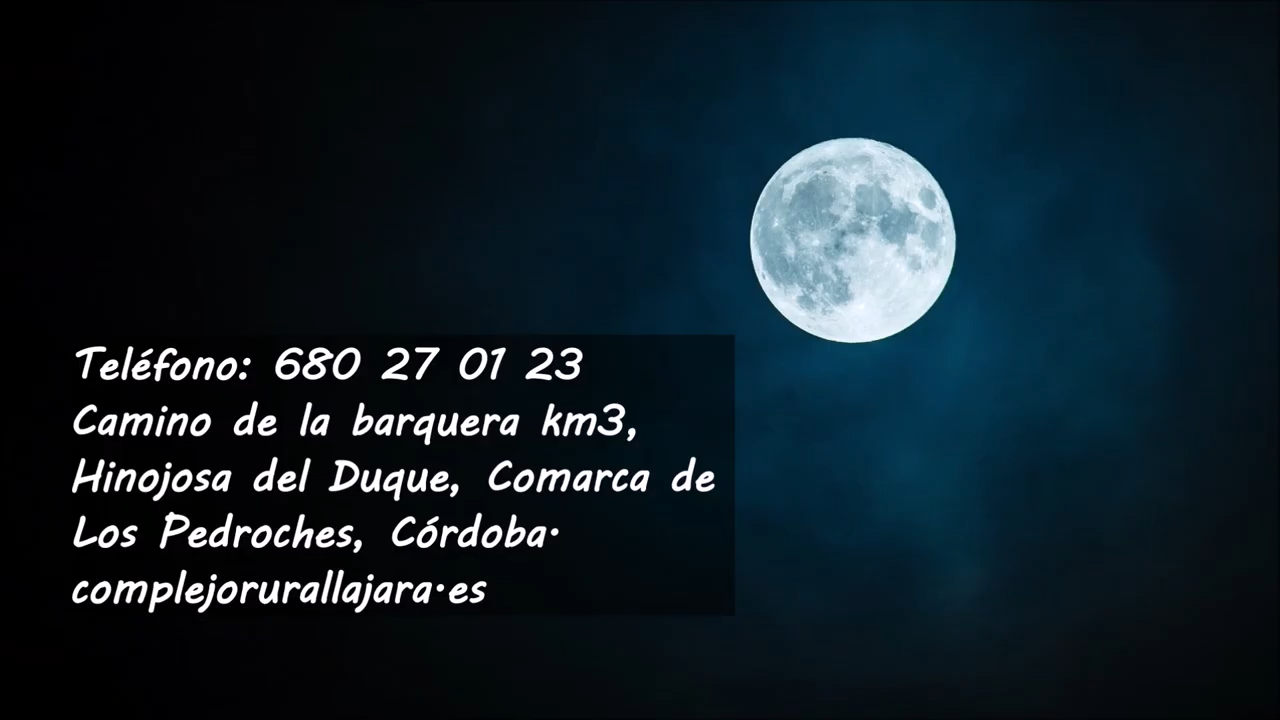 Teléfono: 680 27 01 23
Camino de la barquera km3,
Hinojosa del Duque, Comarca de
Los Pedroches, Córdoba.
complejorurallajara.es